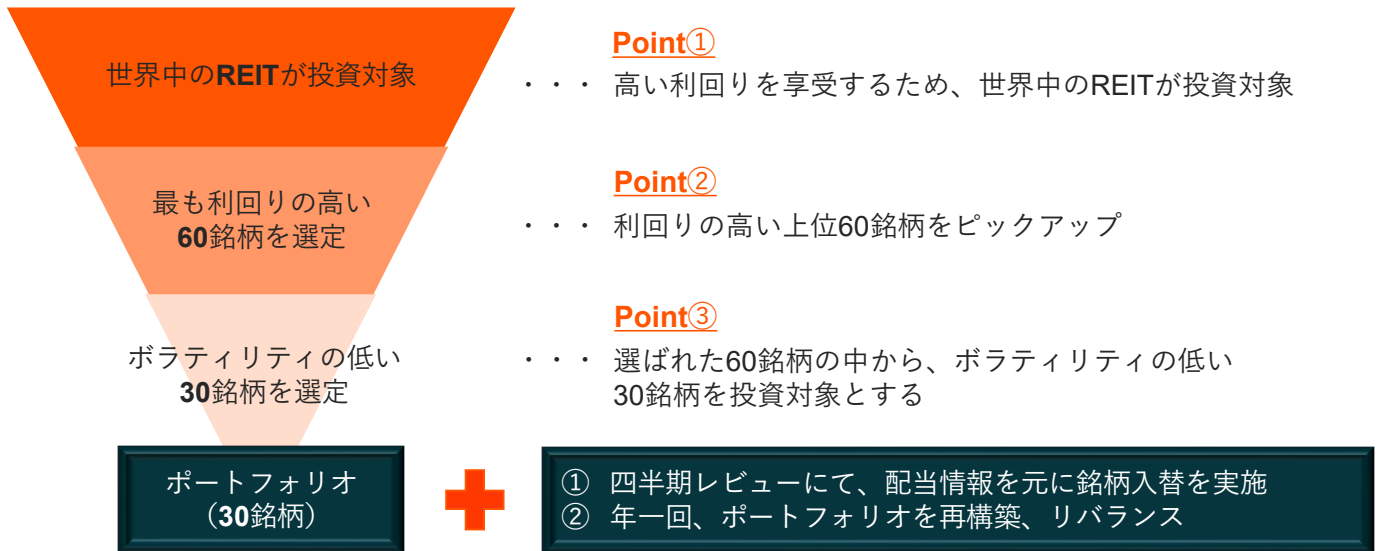 世界中のREITが投資対象
Point①
・・・ 高い利回りを享受するため、世界中のREITが投資対象
最も利回りの高い
60銘柄を選定
Point②
・・・ 利回りの高い上位60銘柄をピックアップ
ボラティリティの低い
30銘柄を選定
Point③
・・・ 選ばれた60銘柄の中から、ボラティリティの低い
30銘柄を投資対象とする
ポートフォリオ
（30銘柄）
① 四半期レビューにて、配当情報を元に銘柄入替を実施
② 年一回、ポートフォリオを再構築、リバランス